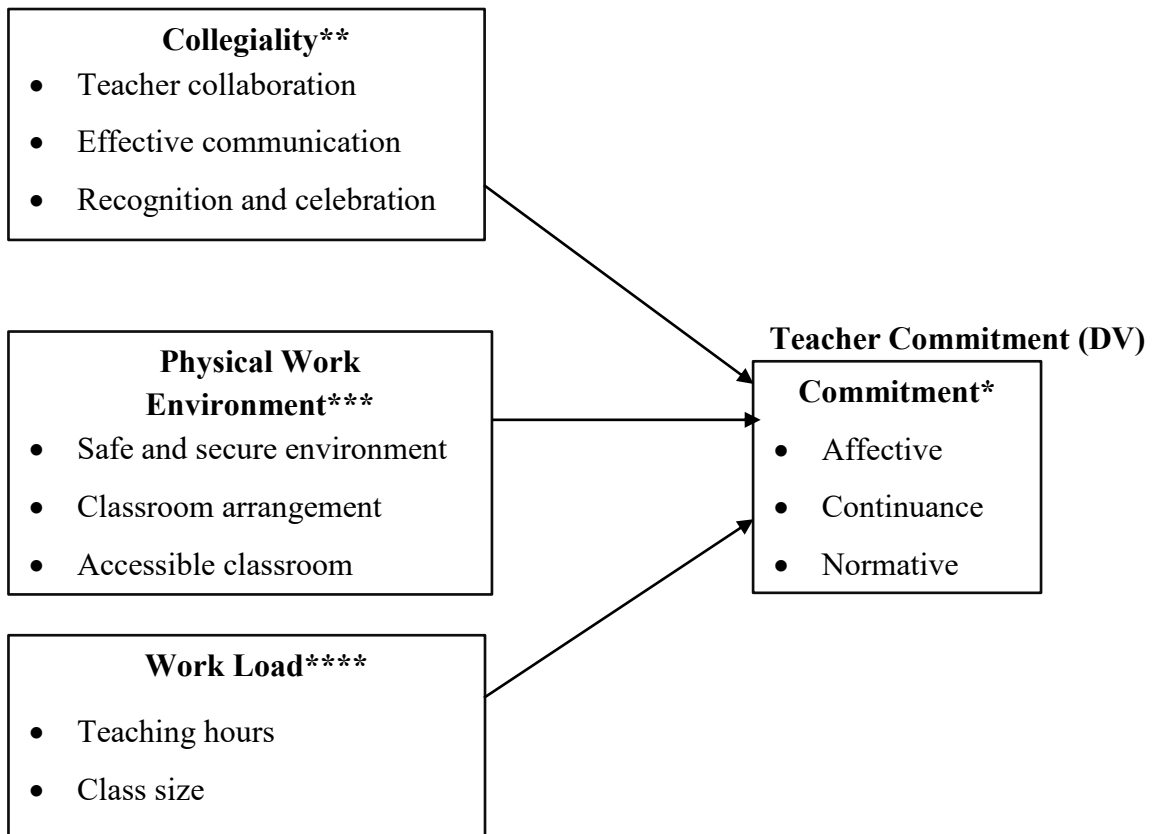 Collegiality**
• Teacher collaboration
• Effective communication
• Recognition and celebration
Physical Work
Environment***
• Safe and secure environment
• Classroom arrangement
• Accessible classroom
Work Load****
• Teaching hours
• Class size
Teacher Commitment (DV)
Commitment*
• Affective
• Continuance
• Normative